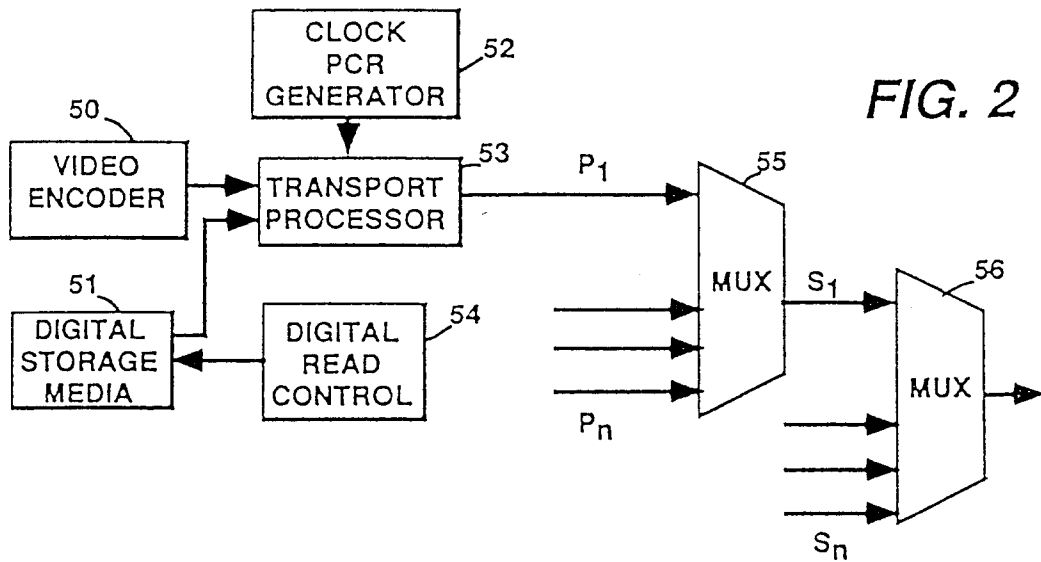 CLOCK
PCR
GENERATOR
52
FIG. 2
50
VIDEO
ENCODER
53
TRANSPORT
PROCESSOR
P1
55
MUX
S1
56
MUX
51
DIGITAL
STORAGE
MEDIA
54
DIGITAL
READ
CONTROL
Pn
Sn